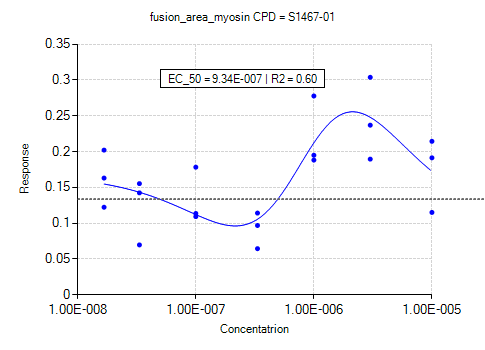 fusion_area_myosin CPD = S1467-01
0.35
0.3
EC_50 = 9.34E-007 | R2 = 0.60
0.25
0.2
0.15
0.1
0.05
0
Response
1.00E-008 1.00E-007 1.00E-006 1.00E-005
Concentatrion